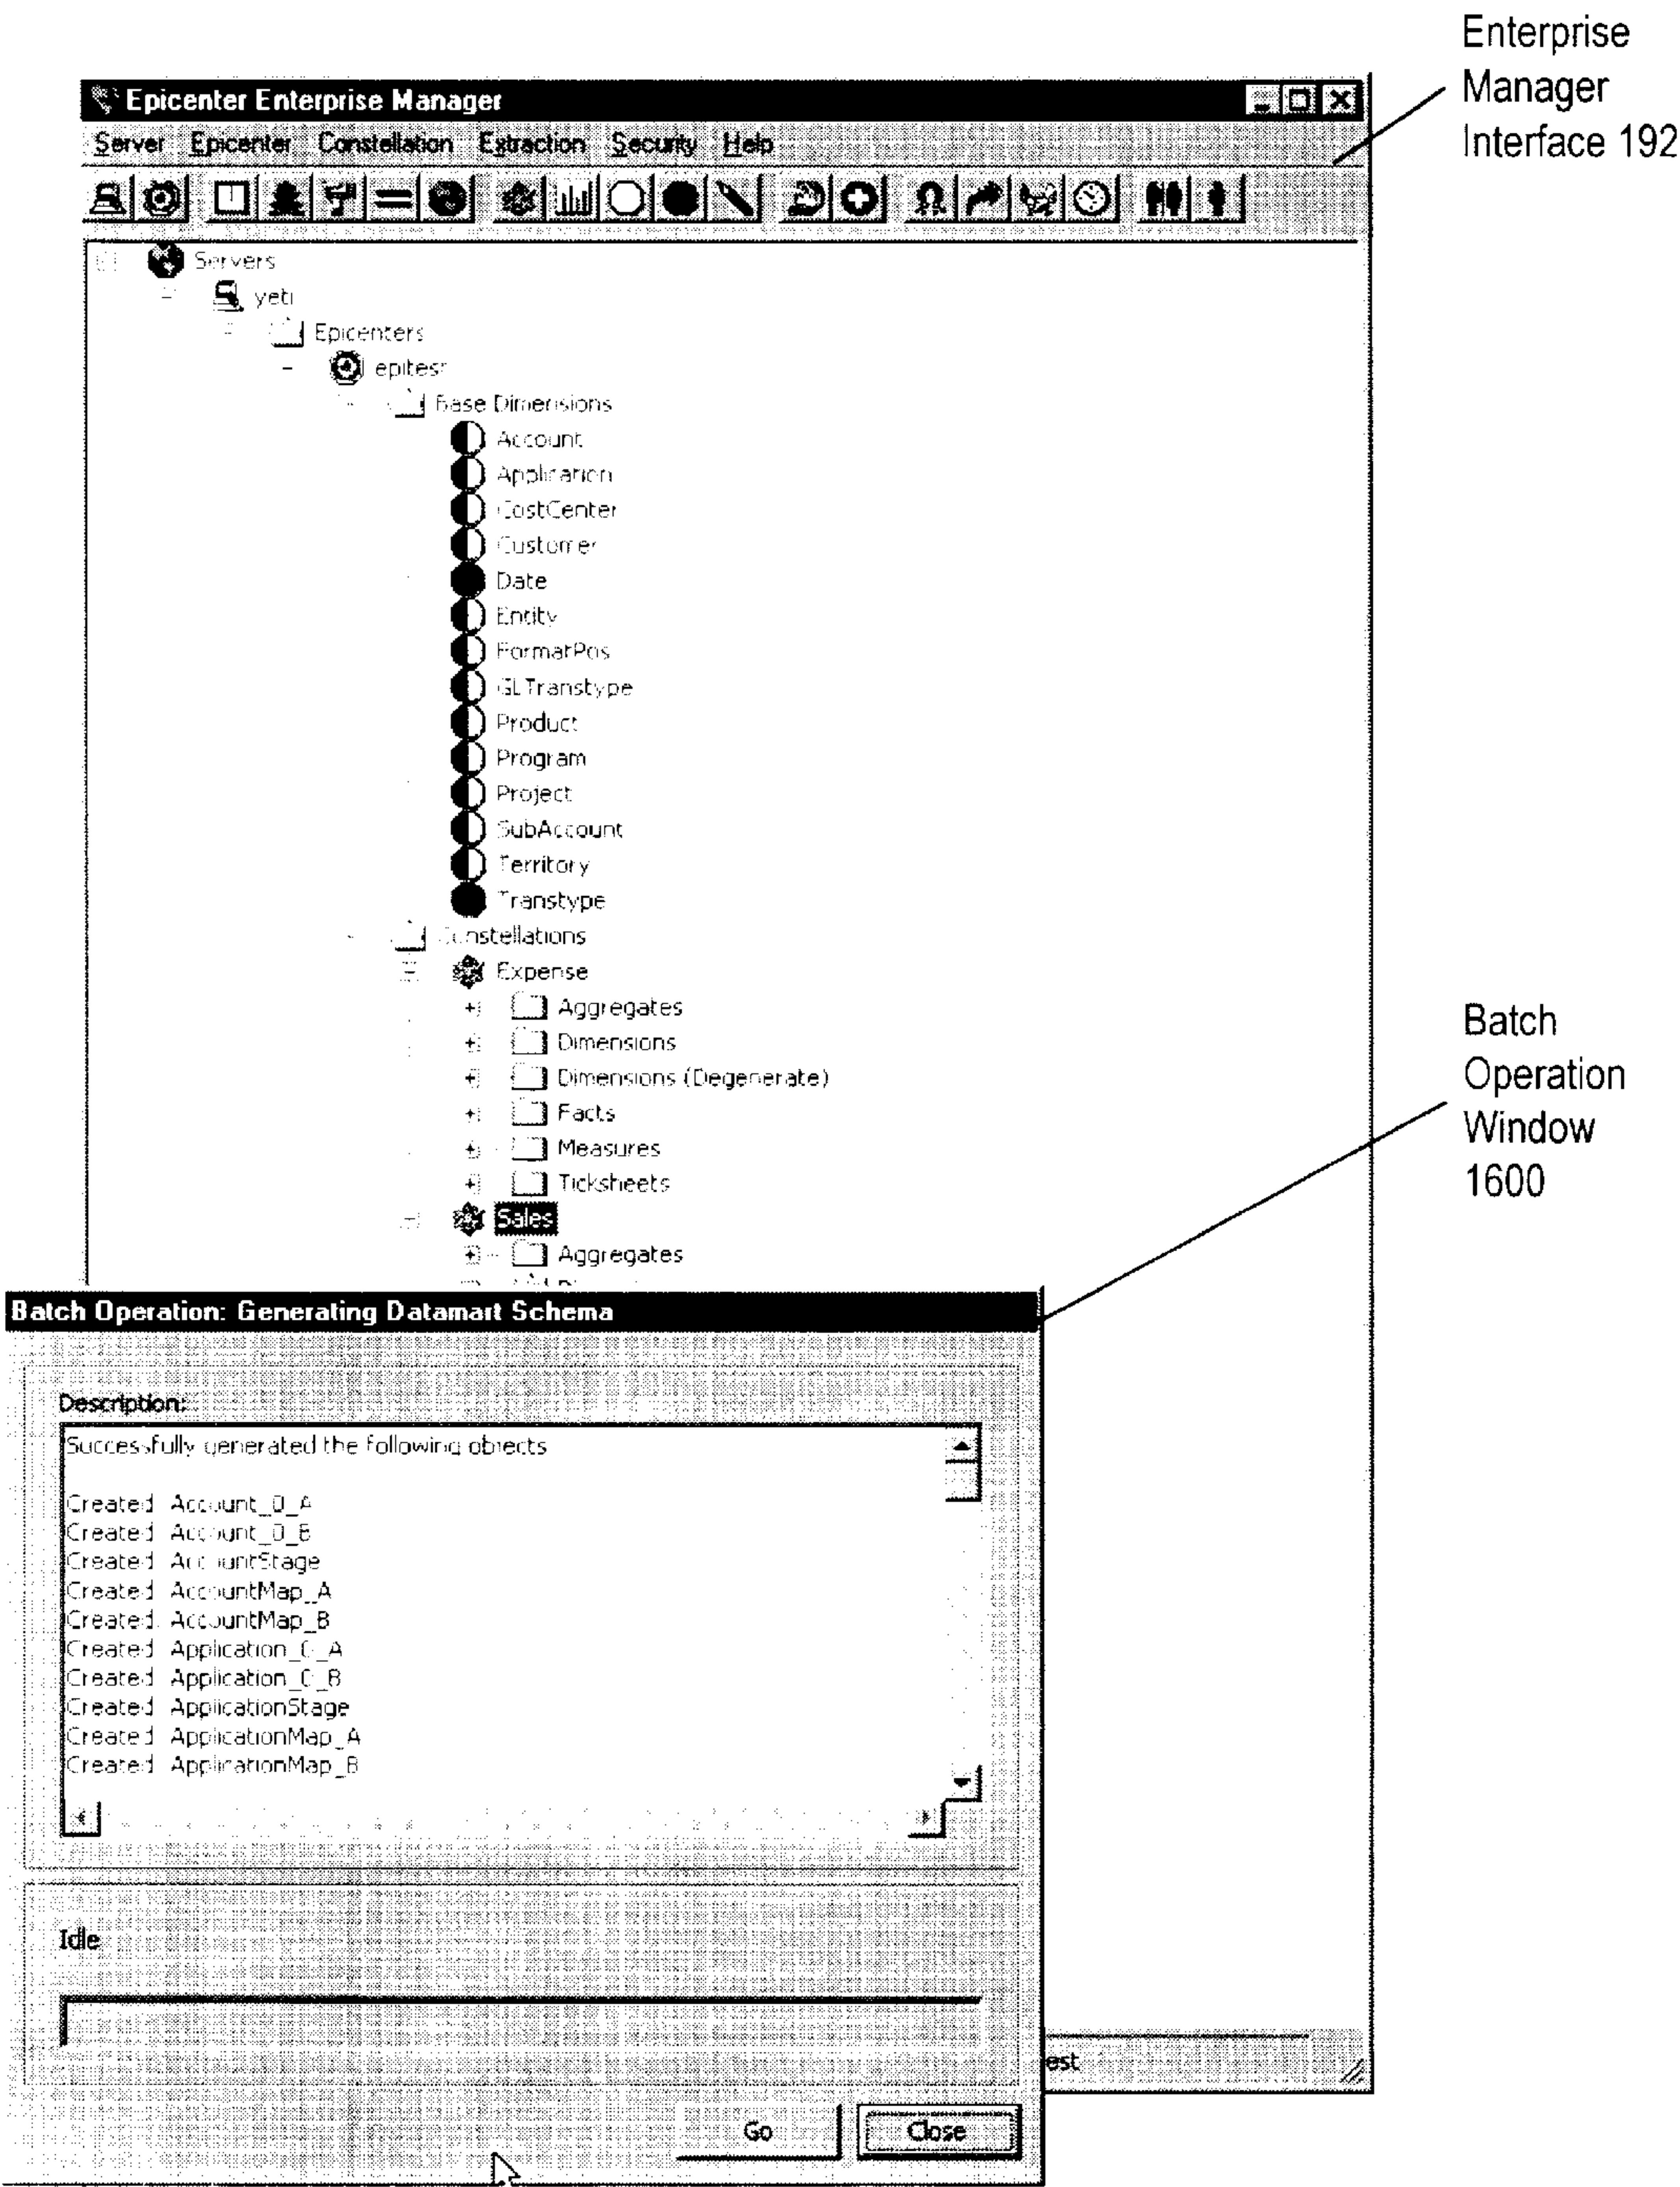 Enterprise
Manager
Interface 192
Epicenter Enterprise Manager
Server Epicenter Constellation Extraction Security Help
Servers
yeti
Epicenters
epitest
Base Dimensions
Account
Application
CostCenter
Customer
Date
Entity
FormatPos
GLTranstype
Product
Program
Project
SubAccount
Territory
Transtype
Constellations
Expense
Aggregates
Dimensions
Dimensions (Degenerate)
Facts
Measures
Ticksheets
Sales
Aggregates
Batch
Operation
Window
1600
Batch Operation: Generating Datamart Schema
Description:
Successfully generated the following objects
Created Account_0_A
Created Account_0_B
Created AccountStage
Created AccountMap_A
Created AccountMap_B
Created Application_0_A
Created Application_0_B
Created ApplicationStage
Created ApplicationMap_A
Created ApplicationMap_B
Idle
est
Go Close